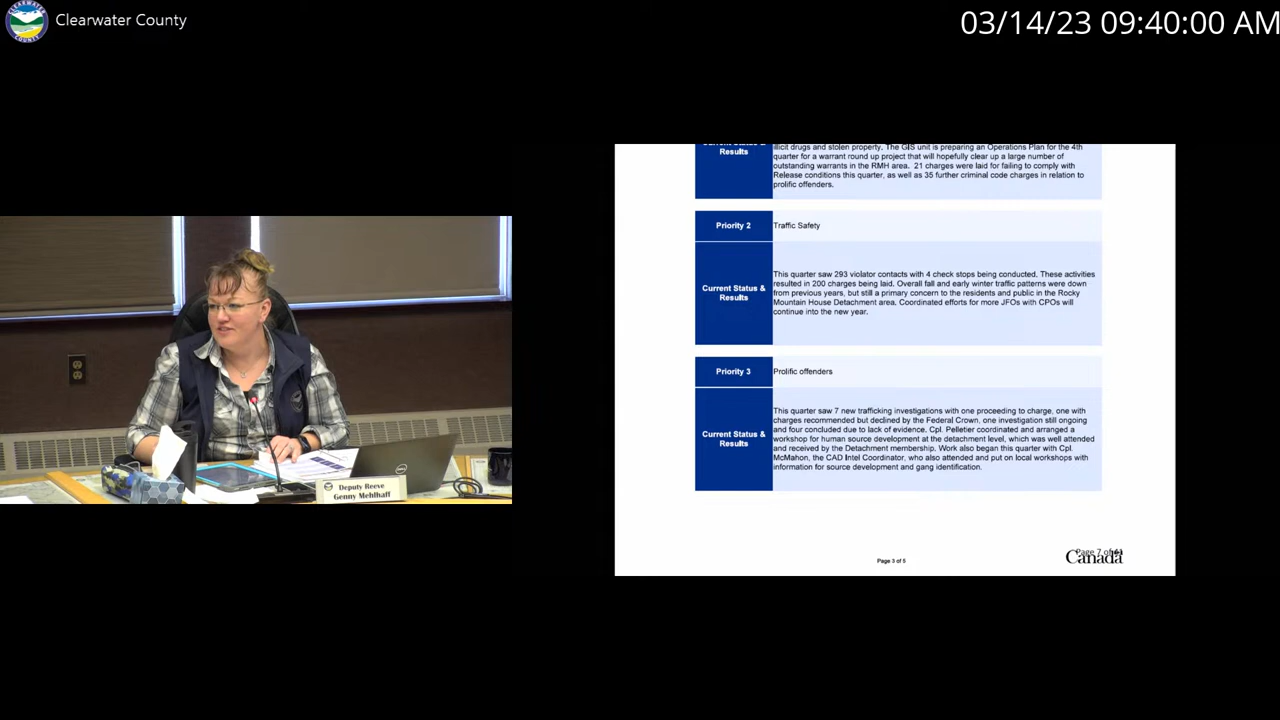 Clearwater County
03/14/23 09:40:00 AM
Current Status &
Results
illicit drugs and stolen property. The GIS unit is preparing an Operations Plan for the 4th
quarter for a warrant round up project that will hopefully clear up a large number of
outstanding warrants in the RMH area. 21 charges were laid for failing to comply with
Release conditions this quarter, as well as 35 further criminal code charges in relation to
prolific offenders.
Priority 2
Traffic Safety
Current Status &
Results
This quarter saw 293 violator contacts with 4 check stops being conducted. These activities
resulted in 200 charges being laid. Overall fall and early winter traffic patterns were down
from previous years, but still a primary concern to the residents and public in the Rocky
Mountain House Detachment area. Coordinated efforts for more JFOs with CPOs will
continue into the new year.
Priority 3
Prolific offenders
Current Status &
Results
This quarter saw 7 new trafficking investigations with one proceeding to charge, one with
charges recommended but declined by the Federal Crown, one investigation still ongoing
and four concluded due to lack of evidence. Cpl. Pelletier coordinated and arranged a
workshop for human source development at the detachment level, which was well attended
and received by the Detachment membership. Work also began this quarter with Cpl.
McMahon, the CAD Intel Coordinator, who also attended and put on local workshops with
information for source development and gang identification.
Page 3 of 5
Page 7 of
Canada
Deputy Reeve
Genny Mehlhaff